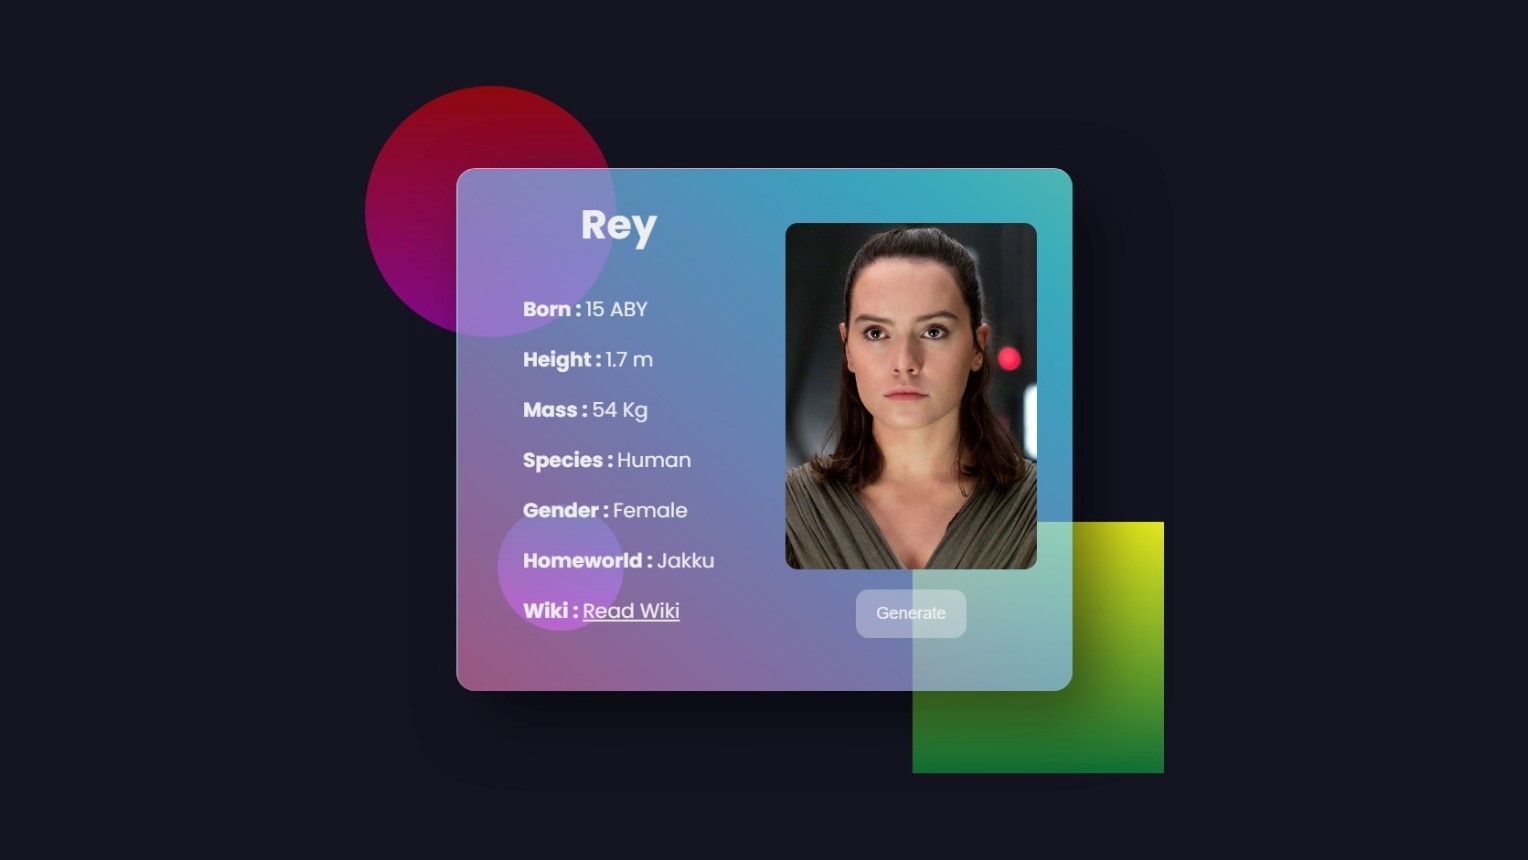 Rey
Born : 15 ABY
Height : 1.7 m
Mass : 54 Kg
Species : Human
Gender : Female
Homeworld : Jakku
Wiki : Read Wiki
Generate